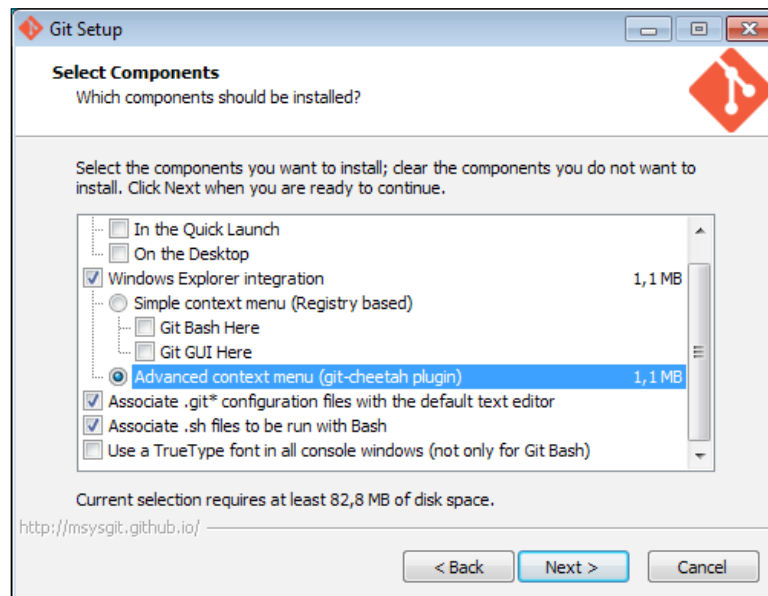 Git Setup
Select Components
Which components should be installed?
Select the components you want to install; clear the components you do not want to
install. Click Next when you are ready to continue.
In the Quick Launch
On the Desktop
Windows Explorer integration 1,1 MB
Simple context menu (Registry based)
Git Bash Here
Git GUI Here
Advanced context menu (git-cheetah plugin) 1,1 MB
Associate .git* configuration files with the default text editor
Associate .sh files to be run with Bash
Use a TrueType font in all console windows (not only for Git Bash)
Current selection requires at least 82,8 MB of disk space.
http://msysgit.github.io/
< Back Next > Cancel